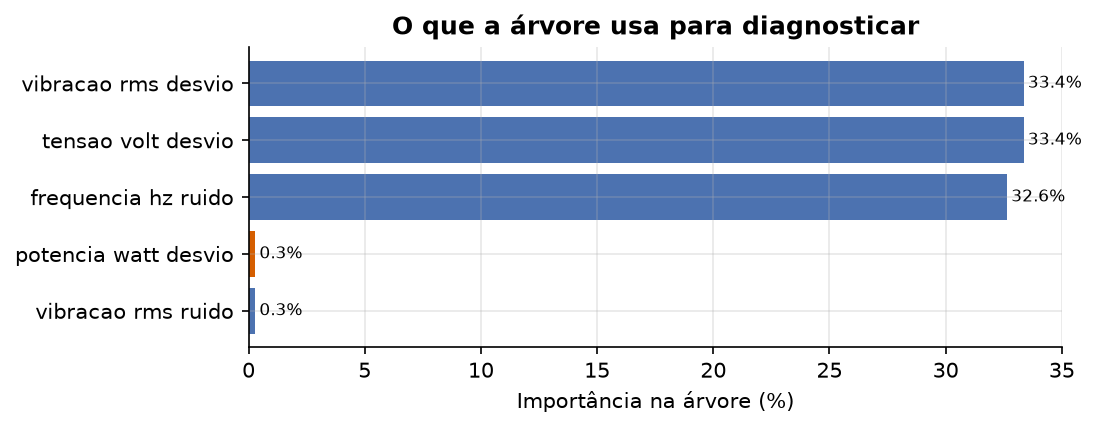 O que a árvore usa para diagnosticar
vibracao rms desvio
33.4%
tensao volt desvio
33.4%
frequencia hz ruido
32.6%
potencia watt desvio
0.3%
vibracao rms ruido
0.3%
0 5 10 15 20 25 30 35
Importância na árvore (%)